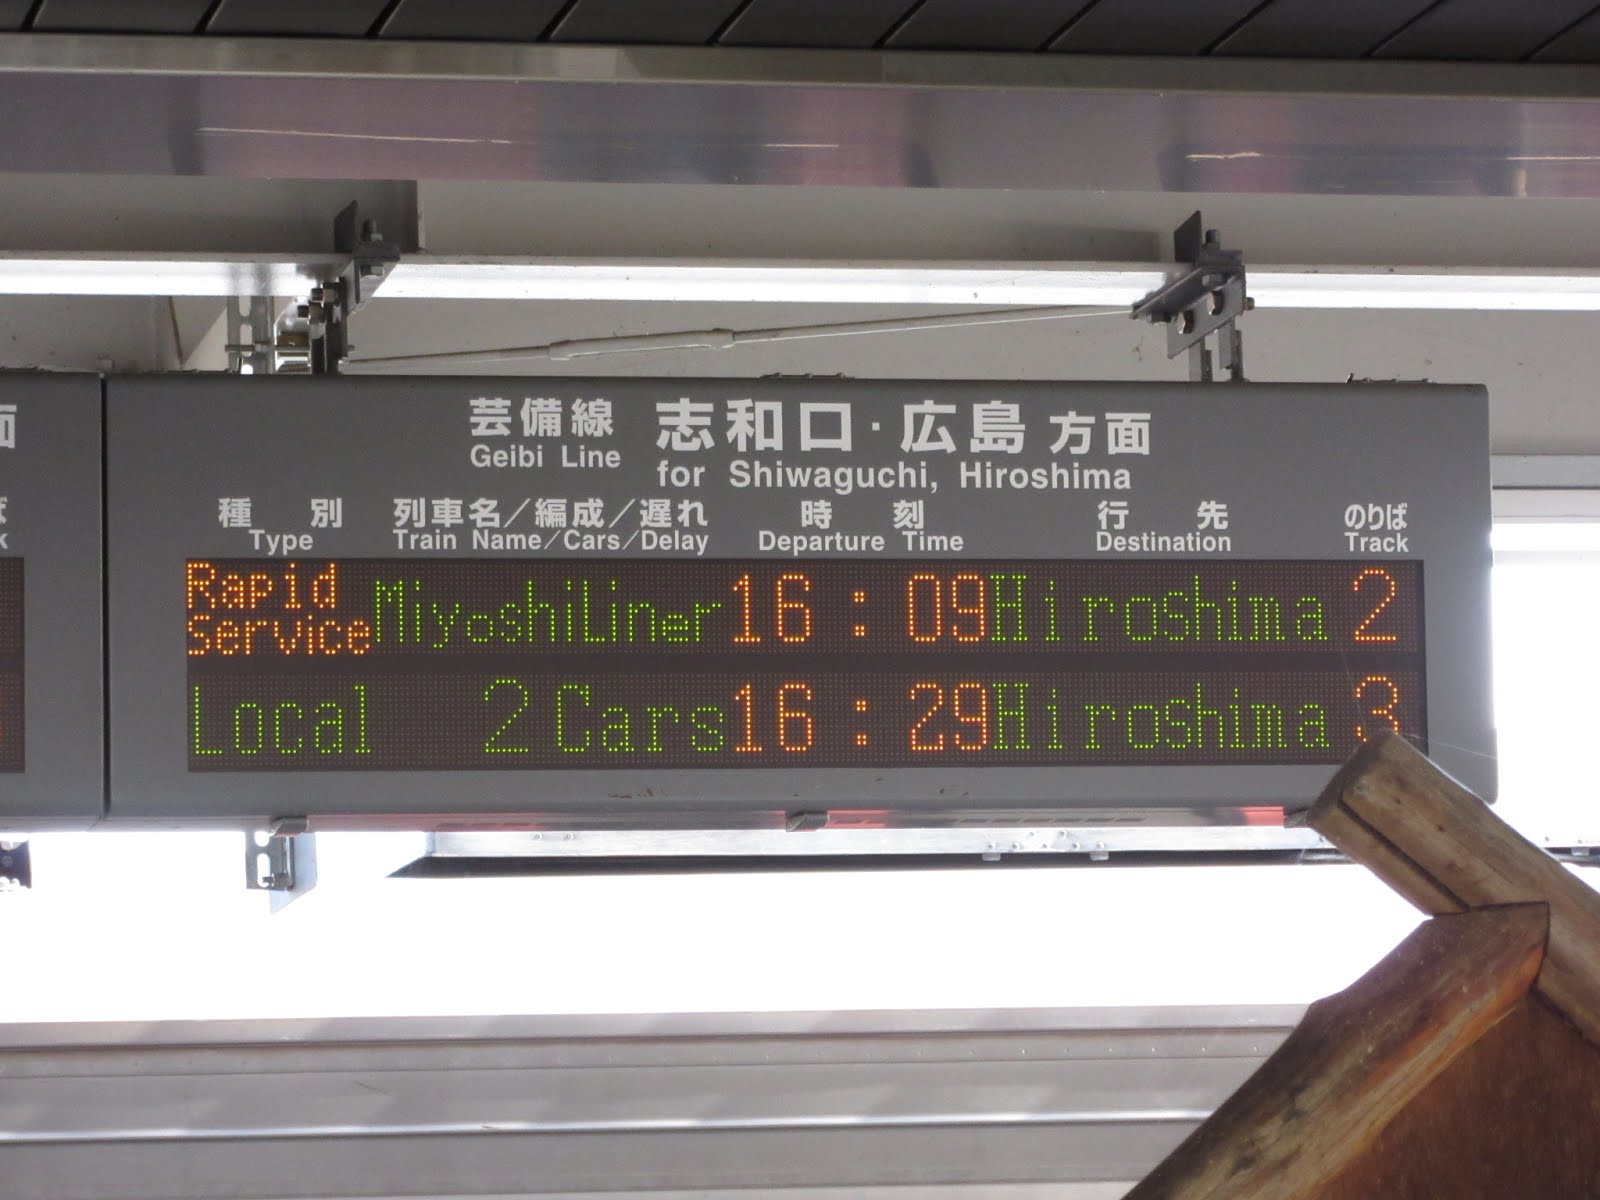 面
芸備線 志和口・広島 方面
Geibi Line for Shiwaguchi, Hiroshima
種別 列車名/編成/遅れ 時刻 行先 のりば
Type Train Name/Cars/Delay Departure Time Destination Track
Rapid Service MiyoshiLiner 16:09 Hiroshima 2
Local 2 Cars 16:29 Hiroshima 3